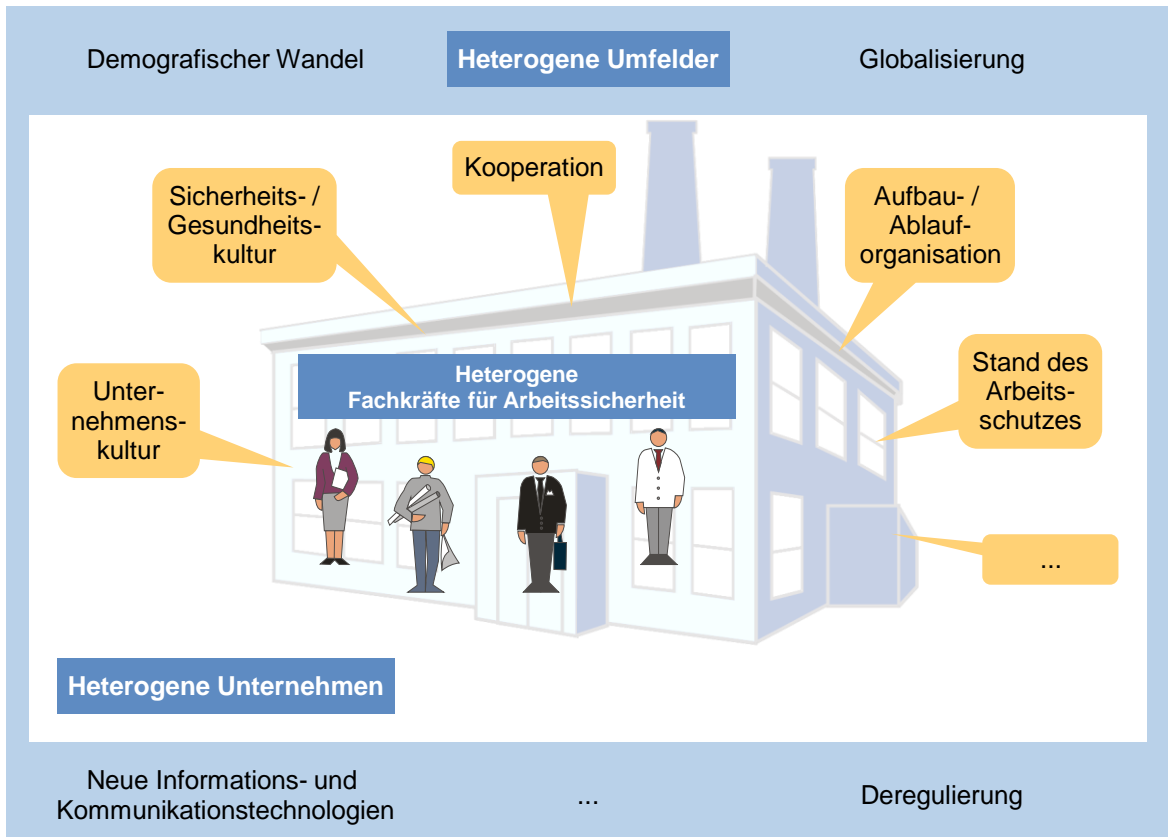 Demografischer Wandel
Heterogene Umfelder
Globalisierung
Kooperation
Sicherheits- /
Gesundheits-
kultur
Aufbau- /
Ablauf-
organisation
Stand des
Arbeits-
schutzes
Heterogene
Fachkräfte für Arbeitssicherheit
Unter-
nehmens-
kultur
...
Heterogene Unternehmen
Neue Informations- und
Kommunikationstechnologien
...
Deregulierung